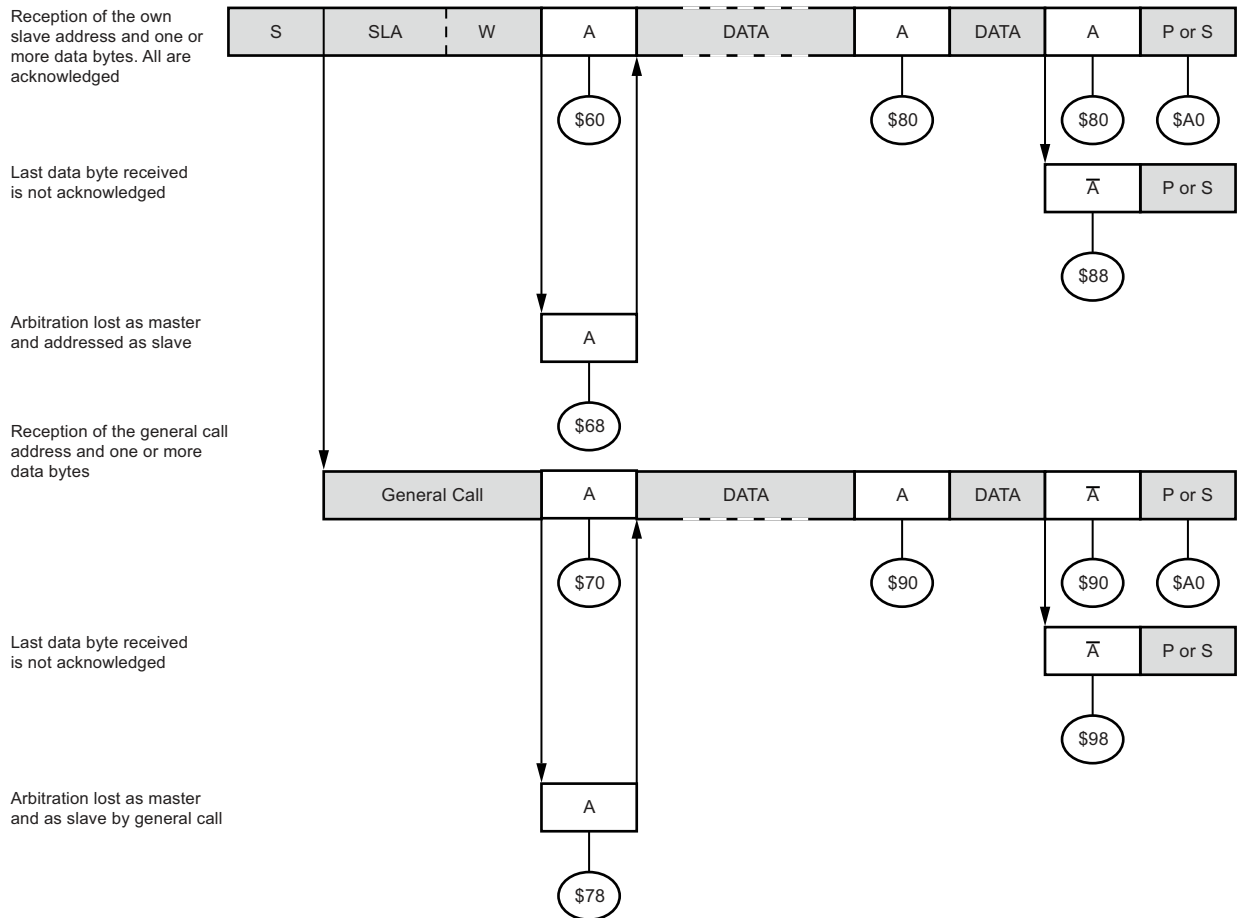 Reception of the own
slave address and one or
more data bytes. All are
acknowledged
S SLA W A DATA A DATA A P or S
$60 $80 $80 $A0
Last data byte received
is not acknowledged
A̅ P or S
$88
Arbitration lost as master
and addressed as slave
A
$68
Reception of the general call
address and one or more
data bytes
General Call A DATA A DATA A̅ P or S
$70 $90 $90 $A0
Last data byte received
is not acknowledged
A̅ P or S
$98
Arbitration lost as master
and as slave by general call
A
$78